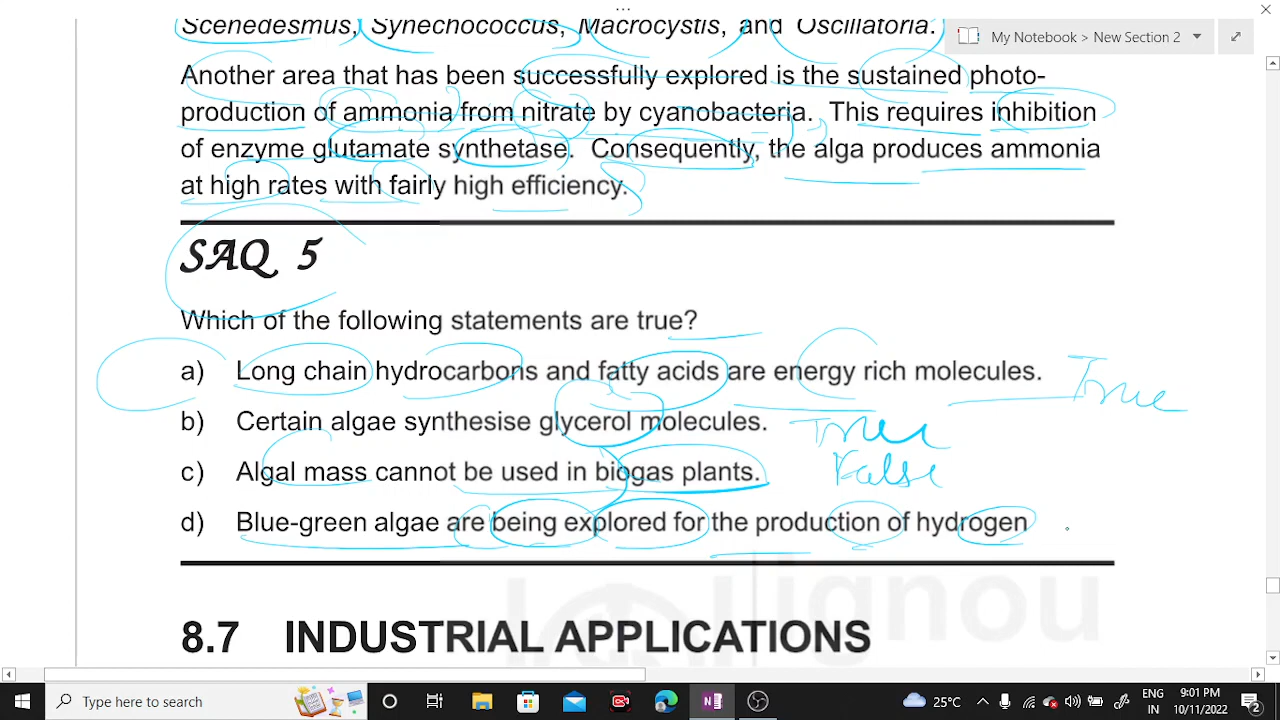 ...
Scenedesmus, Synechococcus, Macrocystis, and Oscillatoria.
My Notebook > New Section 2
Another area that has been successfully explored is the sustained photo-
production of ammonia from nitrate by cyanobacteria. This requires inhibition
of enzyme glutamate synthetase. Consequently, the alga produces ammonia
at high rates with fairly high efficiency.
SAQ 5
Which of the following statements are true?
a) Long chain hydrocarbons and fatty acids are energy rich molecules. True
b) Certain algae synthesise glycerol molecules. True
c) Algal mass cannot be used in biogas plants. False
d) Blue-green algae are being explored for the production of hydrogen
ignou
8.7 INDUSTRIAL APPLICATIONS
Type here to search
25°C
ENG
IN
9:01 PM
10/11/2022
2